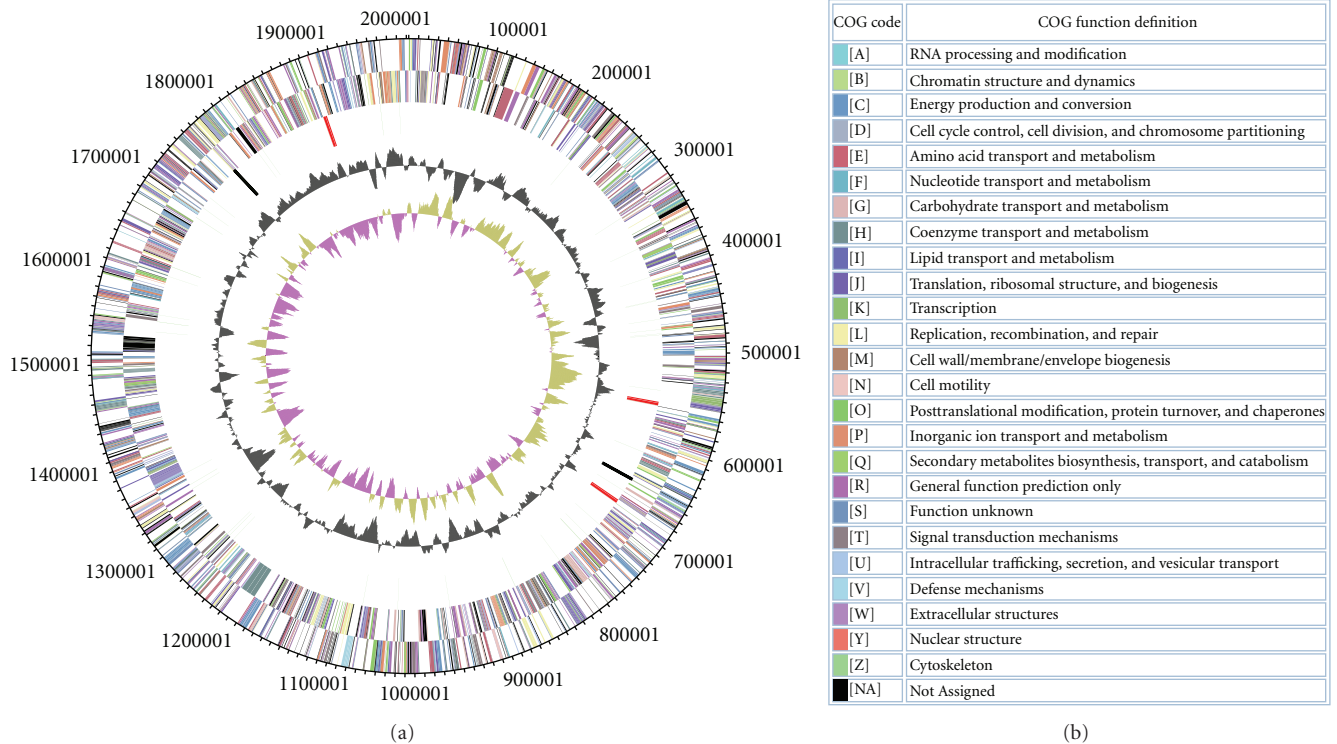 2000001
100001
200001
300001
400001
500001
600001
700001
800001
900001
1000001
1100001
1200001
1300001
1400001
1500001
1600001
1700001
1800001
1900001
(a)
COG code COG function definition
[A] RNA processing and modification
[B] Chromatin structure and dynamics
[C] Energy production and conversion
[D] Cell cycle control, cell division, and chromosome partitioning
[E] Amino acid transport and metabolism
[F] Nucleotide transport and metabolism
[G] Carbohydrate transport and metabolism
[H] Coenzyme transport and metabolism
[I] Lipid transport and metabolism
[J] Translation, ribosomal structure, and biogenesis
[K] Transcription
[L] Replication, recombination, and repair
[M] Cell wall/membrane/envelope biogenesis
[N] Cell motility
[O] Posttranslational modification, protein turnover, and chaperones
[P] Inorganic ion transport and metabolism
[Q] Secondary metabolites biosynthesis, transport, and catabolism
[R] General function prediction only
[S] Function unknown
[T] Signal transduction mechanisms
[U] Intracellular trafficking, secretion, and vesicular transport
[V] Defense mechanisms
[W] Extracellular structures
[Y] Nuclear structure
[Z] Cytoskeleton
[NA] Not Assigned
(b)